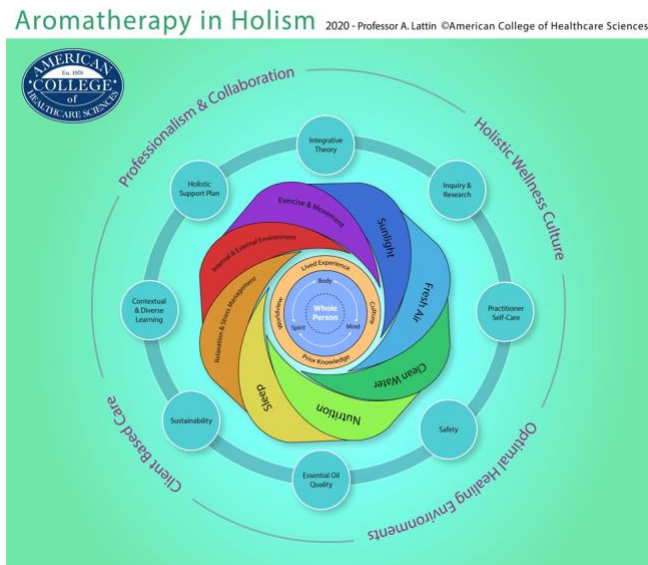 Aromatherapy in Holism 2020 - Professor A. Lattin ©American College of Healthcare Sciences
AMERICAN
Est. 1978
COLLEGE
of
HEALTHCARE SCIENCES
Professionalism & Collaboration
Holistic Wellness Culture
Optimal Healing Environments
Client Based Care
Integrative
Theory
Inquiry &
Research
Practitioner
Self-Care
Safety
Essential Oil
Quality
Sustainability
Contextual
& Diverse
Learning
Holistic
Support Plan
Exercise & Movement
Sunlight
Fresh Air
Clean Water
Nutrition
Sleep
Relaxation & Stress Management
Internal & External Environment
Lived Experience
Culture
Prior Knowledge
Worldview
Body
Mind
Spirit
Whole
Person